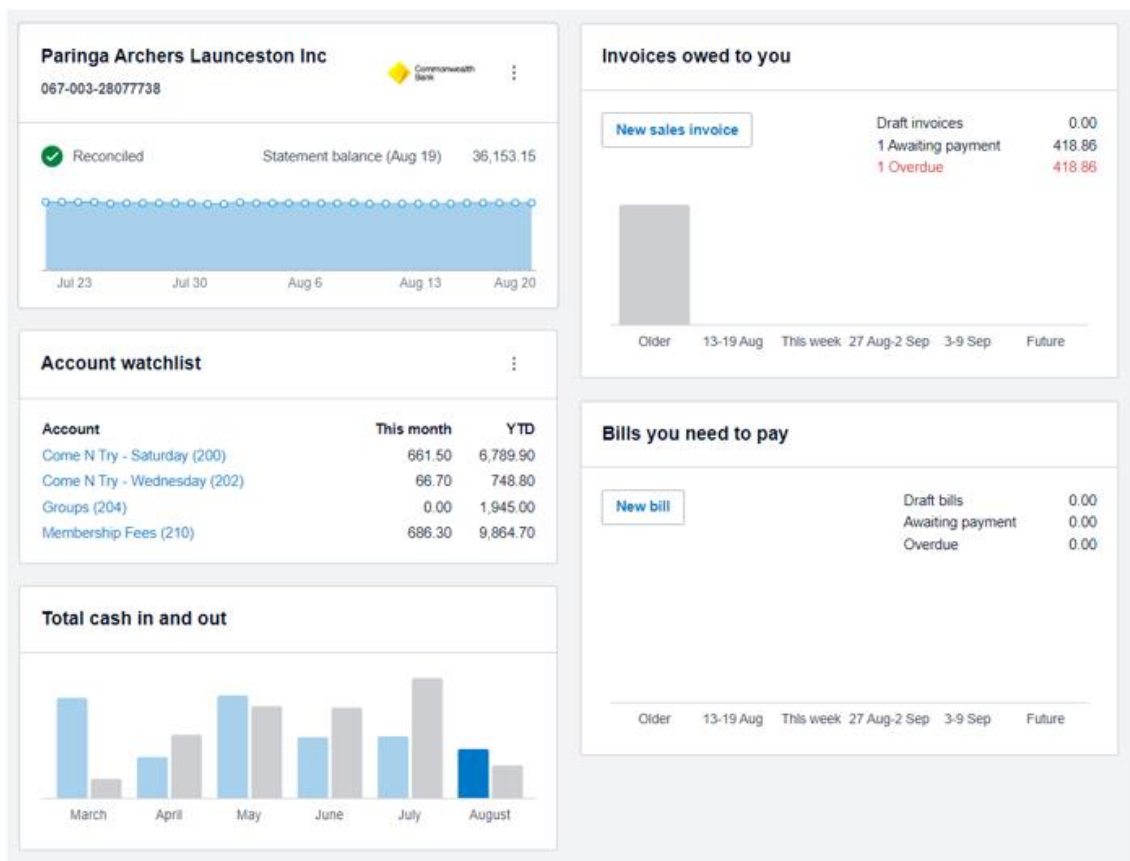 Paringa Archers Launceston Inc
067-003-28077738
Commonwealth
Bank
Reconciled
Statement balance (Aug 19) 36,153.15
Jul 23 Jul 30 Aug 6 Aug 13 Aug 20
Account watchlist
Account This month YTD
Come N Try - Saturday (200) 661.50 6,789.90
Come N Try - Wednesday (202) 66.70 748.80
Groups (204) 0.00 1,945.00
Membership Fees (210) 686.30 9,864.70
Total cash in and out
March April May June July August
Invoices owed to you
New sales invoice
Draft invoices 0.00
1 Awaiting payment 418.86
1 Overdue 418.86
Older 13-19 Aug This week 27 Aug-2 Sep 3-9 Sep Future
Bills you need to pay
New bill
Draft bills 0.00
Awaiting payment 0.00
Overdue 0.00
Older 13-19 Aug This week 27 Aug-2 Sep 3-9 Sep Future